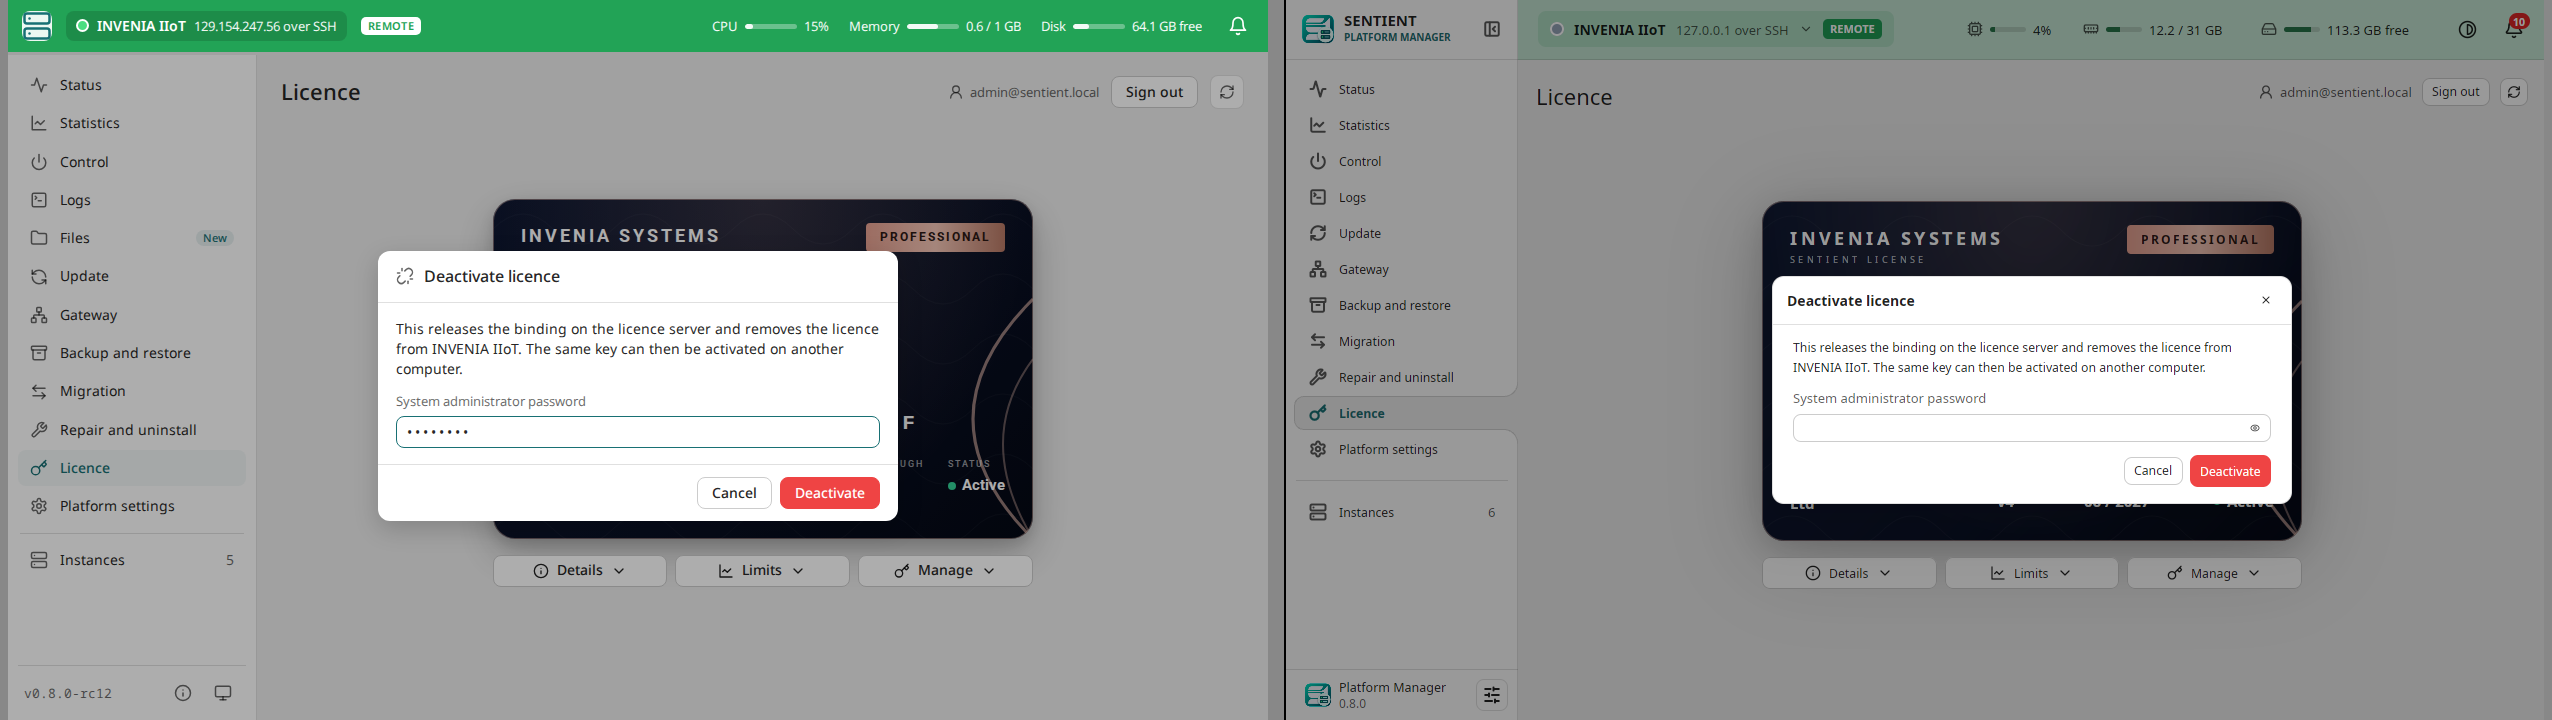 INVENIA IIoT 129.154.247.56 over SSH REMOTE CPU 15% Memory 0.6 / 1 GB Disk 64.1 GB free
Status
Statistics
Control
Logs
Files New
Update
Gateway
Backup and restore
Migration
Repair and uninstall
Licence
Platform settings
Instances 5
v0.8.0-rc12
Licence
admin@sentient.local Sign out
INVENIA SYSTEMS PROFESSIONAL
Deactivate licence
This releases the binding on the licence server and removes the licence
from INVENIA IIoT. The same key can then be activated on another
computer.
System administrator password
••••••••
F
UGH STATUS
Active
Cancel Deactivate
Details Limits Manage
SENTIENT
PLATFORM MANAGER
INVENIA IIoT 127.0.0.1 over SSH REMOTE 4% 12.2 / 31 GB 113.3 GB free 10
Status
Statistics
Control
Logs
Update
Gateway
Backup and restore
Migration
Repair and uninstall
Licence
Platform settings
Instances 6
Platform Manager
0.8.0
Licence
admin@sentient.local Sign out
INVENIA SYSTEMS PROFESSIONAL
SENTIENT LICENSE
Deactivate licence
This releases the binding on the licence server and removes the licence from
INVENIA IIoT. The same key can then be activated on another computer.
System administrator password
Cancel Deactivate
Ltd Active
Details Limits Manage